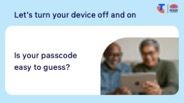 Let's turn your device off and on
Is your passcode
easy to guess?